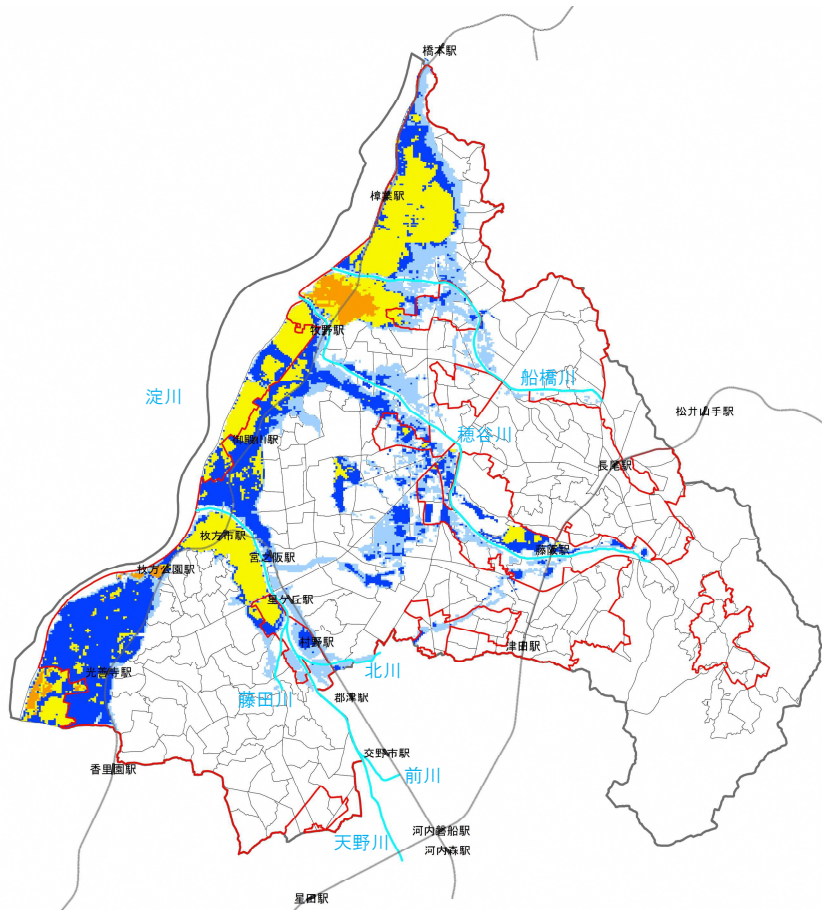 橋本駅
樟葉駅
牧野駅
船橋川
淀川
松井山手駅
穂谷川
御殿山駅
長尾駅
枚方市駅
藤阪駅
宮之阪駅
枚方公園駅
星ケ丘駅
村野駅
津田駅
光善寺駅
北川
藤田川
郡津駅
交野市駅
香里園駅
前川
河内磐船駅
天野川
河内森駅
星田駅